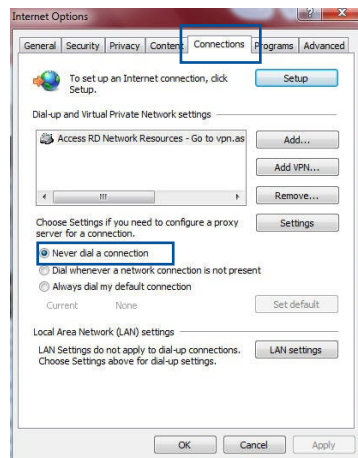 Internet Options
General Security Privacy Content Connections Programs Advanced
To set up an Internet connection, click
Setup.
Setup
Dial-up and Virtual Private Network settings
Access RD Network Resources - Go to vpn.as
Add...
Add VPN...
Remove...
Choose Settings if you need to configure a proxy
server for a connection.
Settings
Never dial a connection
Dial whenever a network connection is not present
Always dial my default connection
Current None
Set default
Local Area Network (LAN) settings
LAN Settings do not apply to dial-up connections.
Choose Settings above for dial-up settings.
LAN settings
OK Cancel Apply